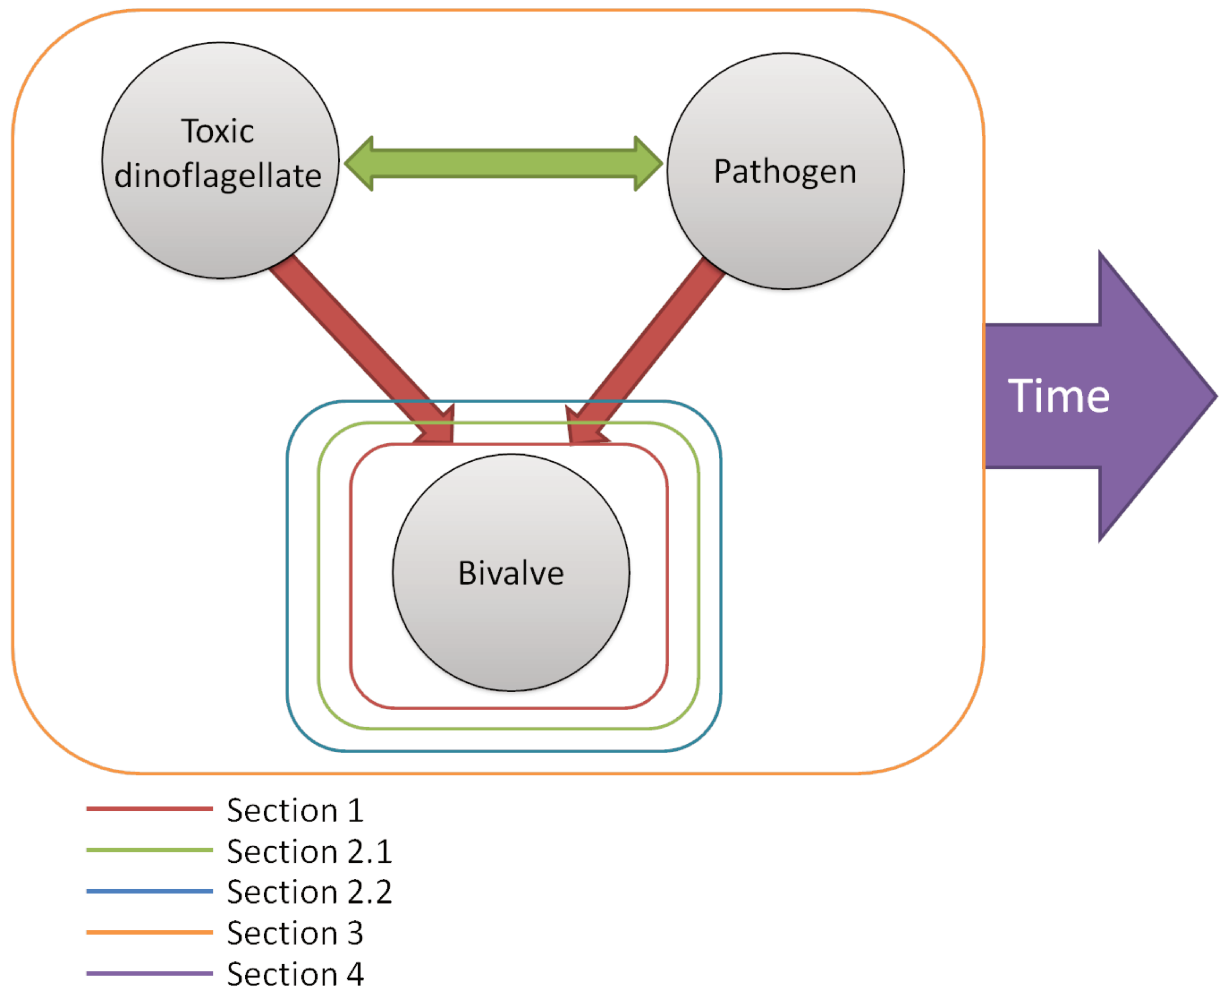 Toxic
dinoflagellate
Pathogen
Time
Bivalve
Section 1
Section 2.1
Section 2.2
Section 3
Section 4